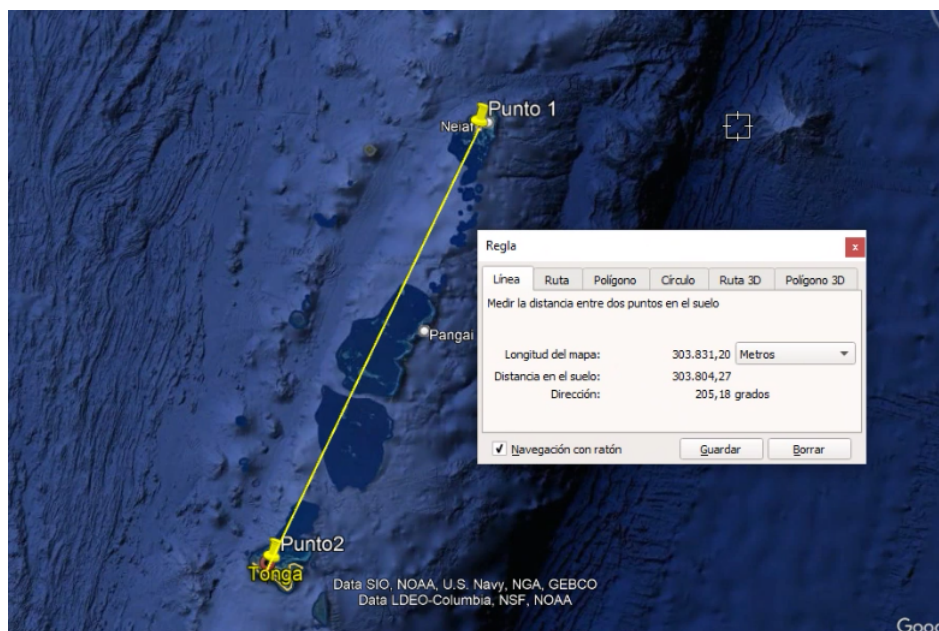 Punto 1
Neiaf
Regla
Línea Ruta Polígono Círculo Ruta 3D Polígono 3D
Medir la distancia entre dos puntos en el suelo
Pangai
Longitud del mapa: 303.831,20 Metros
Distancia en el suelo: 303.804,27
Dirección: 205,18 grados
Navegación con ratón Guardar Borrar
Punto2
Tonga
Data SIO, NOAA, U.S. Navy, NGA, GEBCO
Data LDEO-Columbia, NSF, NOAA
Goog